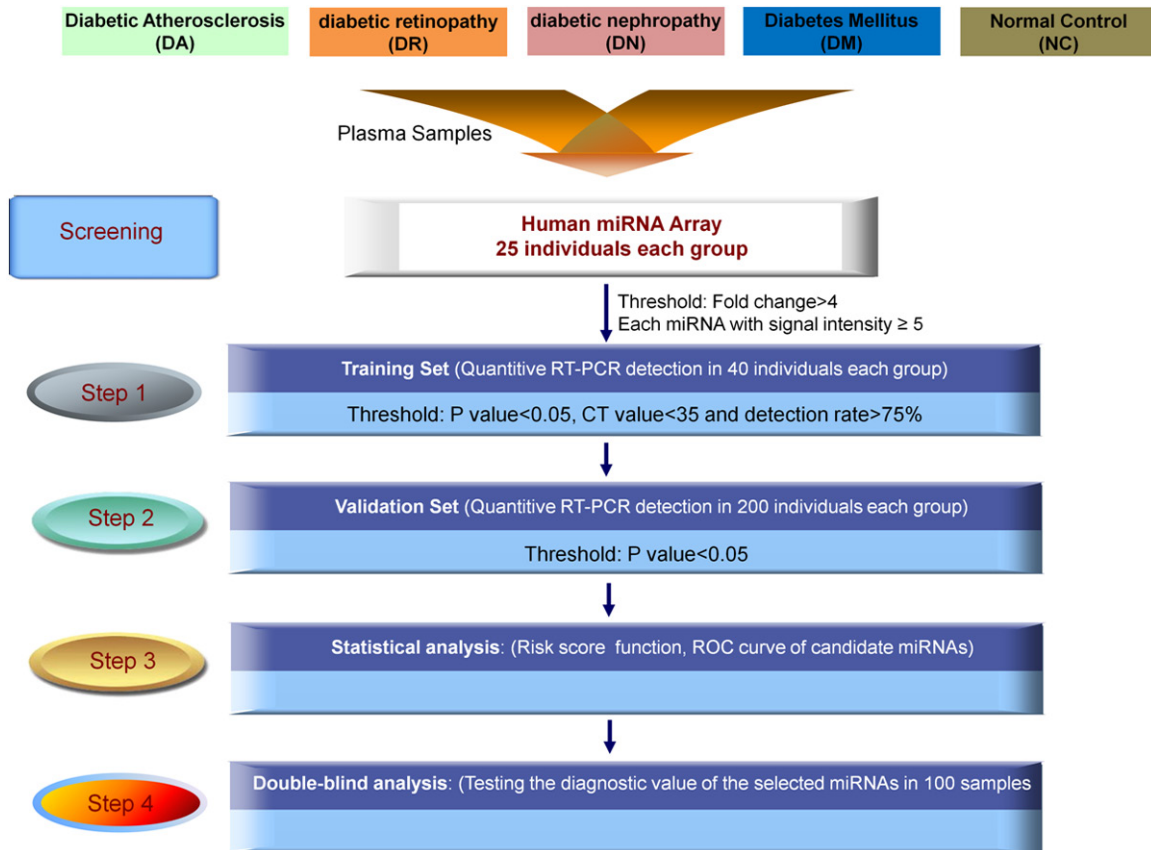 Diabetic Atherosclerosis
(DA)
diabetic retinopathy
(DR)
diabetic nephropathy
(DN)
Diabetes Mellitus
(DM)
Normal Control
(NC)
Plasma Samples
Screening
Human miRNA Array
25 individuals each group
Threshold: Fold change>4
Each miRNA with signal intensity ≥ 5
Step 1
Training Set (Quantitive RT-PCR detection in 40 individuals each group)
Threshold: P value<0.05, CT value<35 and detection rate>75%
Step 2
Validation Set (Quantitive RT-PCR detection in 200 individuals each group)
Threshold: P value<0.05
Step 3
Statistical analysis: (Risk score function, ROC curve of candidate miRNAs)
Step 4
Double-blind analysis: (Testing the diagnostic value of the selected miRNAs in 100 samples